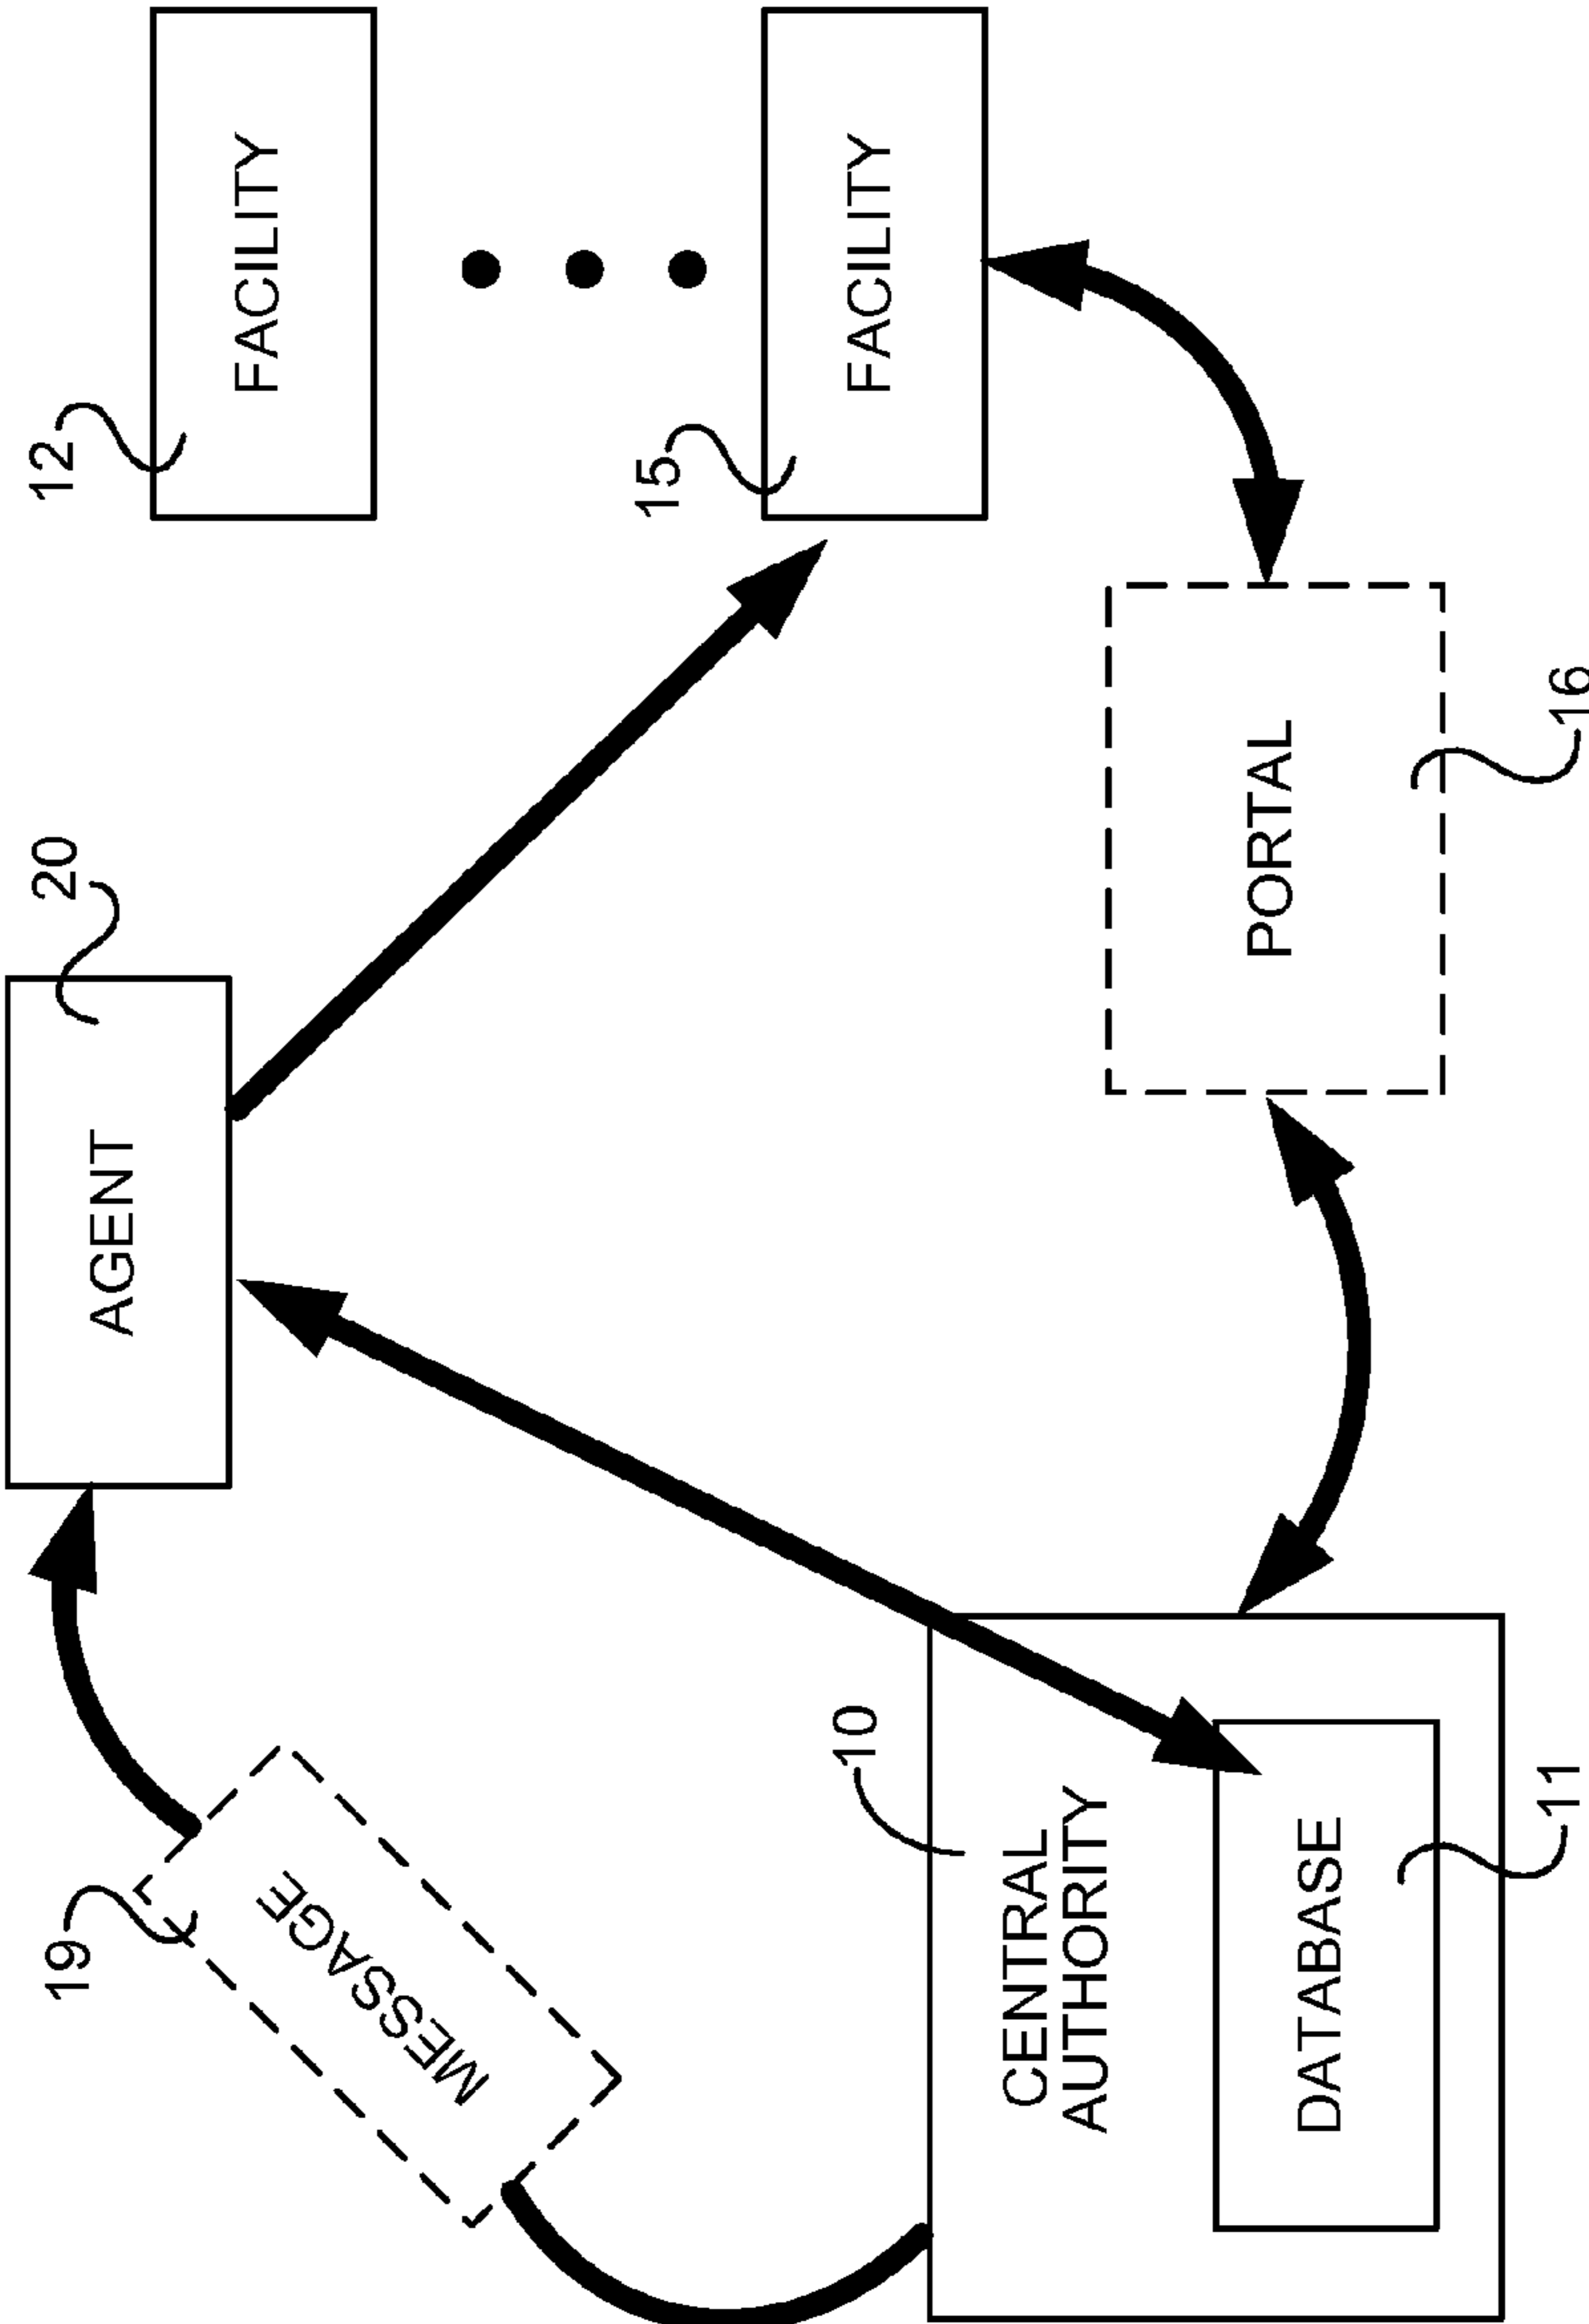 19
20
12
AGENT
FACILITY
MESSAGE
15
FACILITY
10
CENTRAL
AUTHORITY
PORTAL
DATABASE
11
16